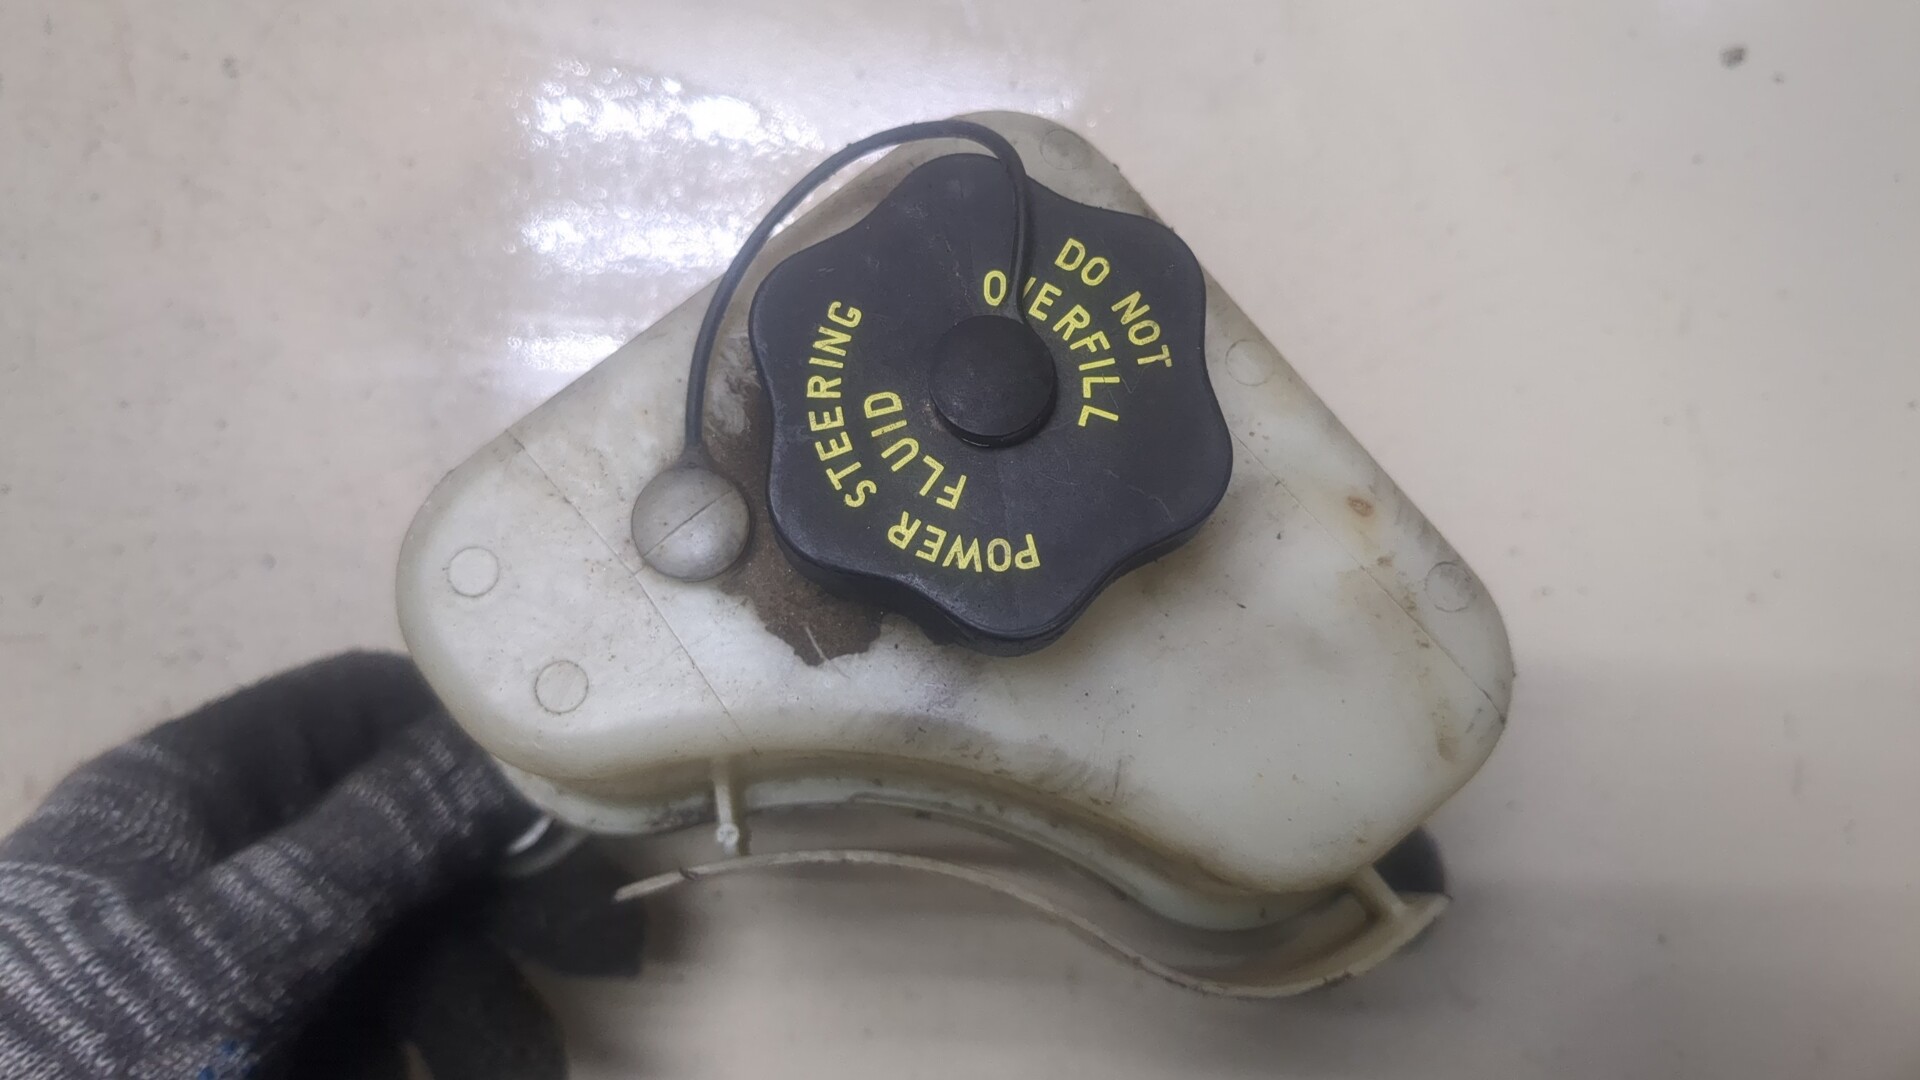 DO NOT
OVERFILL
POWER STEERING
FLUID